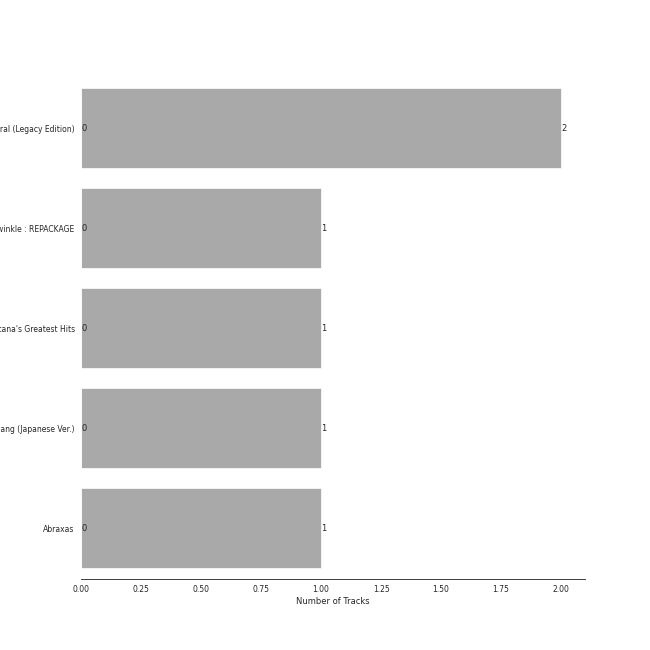 ral (Legacy Edition) 0 2
winkle : REPACKAGE 0 1
tana's Greatest Hits 0 1
ang (Japanese Ver.) 0 1
Abraxas 0 1
0.00 0.25 0.50 0.75 1.00 1.25 1.50 1.75 2.00
Number of Tracks